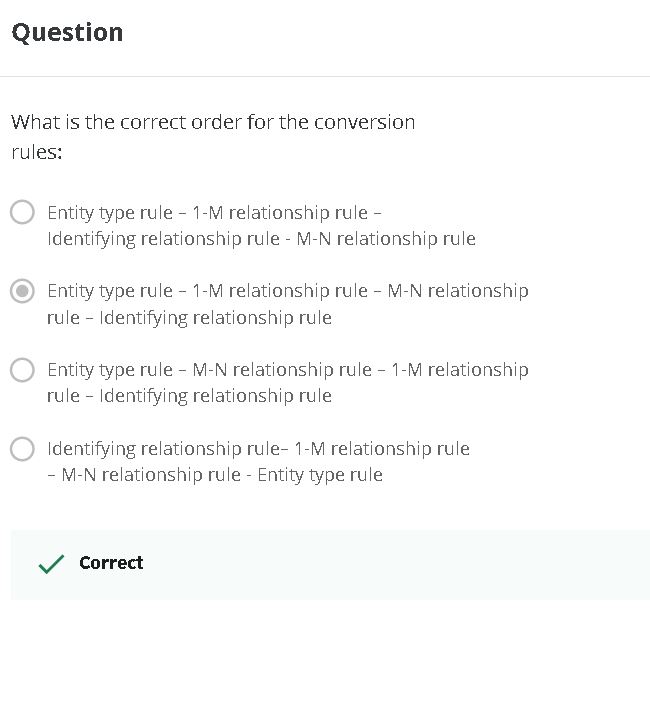 Question
What is the correct order for the conversion
rules:
Entity type rule – 1-M relationship rule –
Identifying relationship rule - M-N relationship rule
Entity type rule – 1-M relationship rule – M-N relationship
rule – Identifying relationship rule
Entity type rule – M-N relationship rule – 1-M relationship
rule – Identifying relationship rule
Identifying relationship rule– 1-M relationship rule
– M-N relationship rule - Entity type rule
Correct